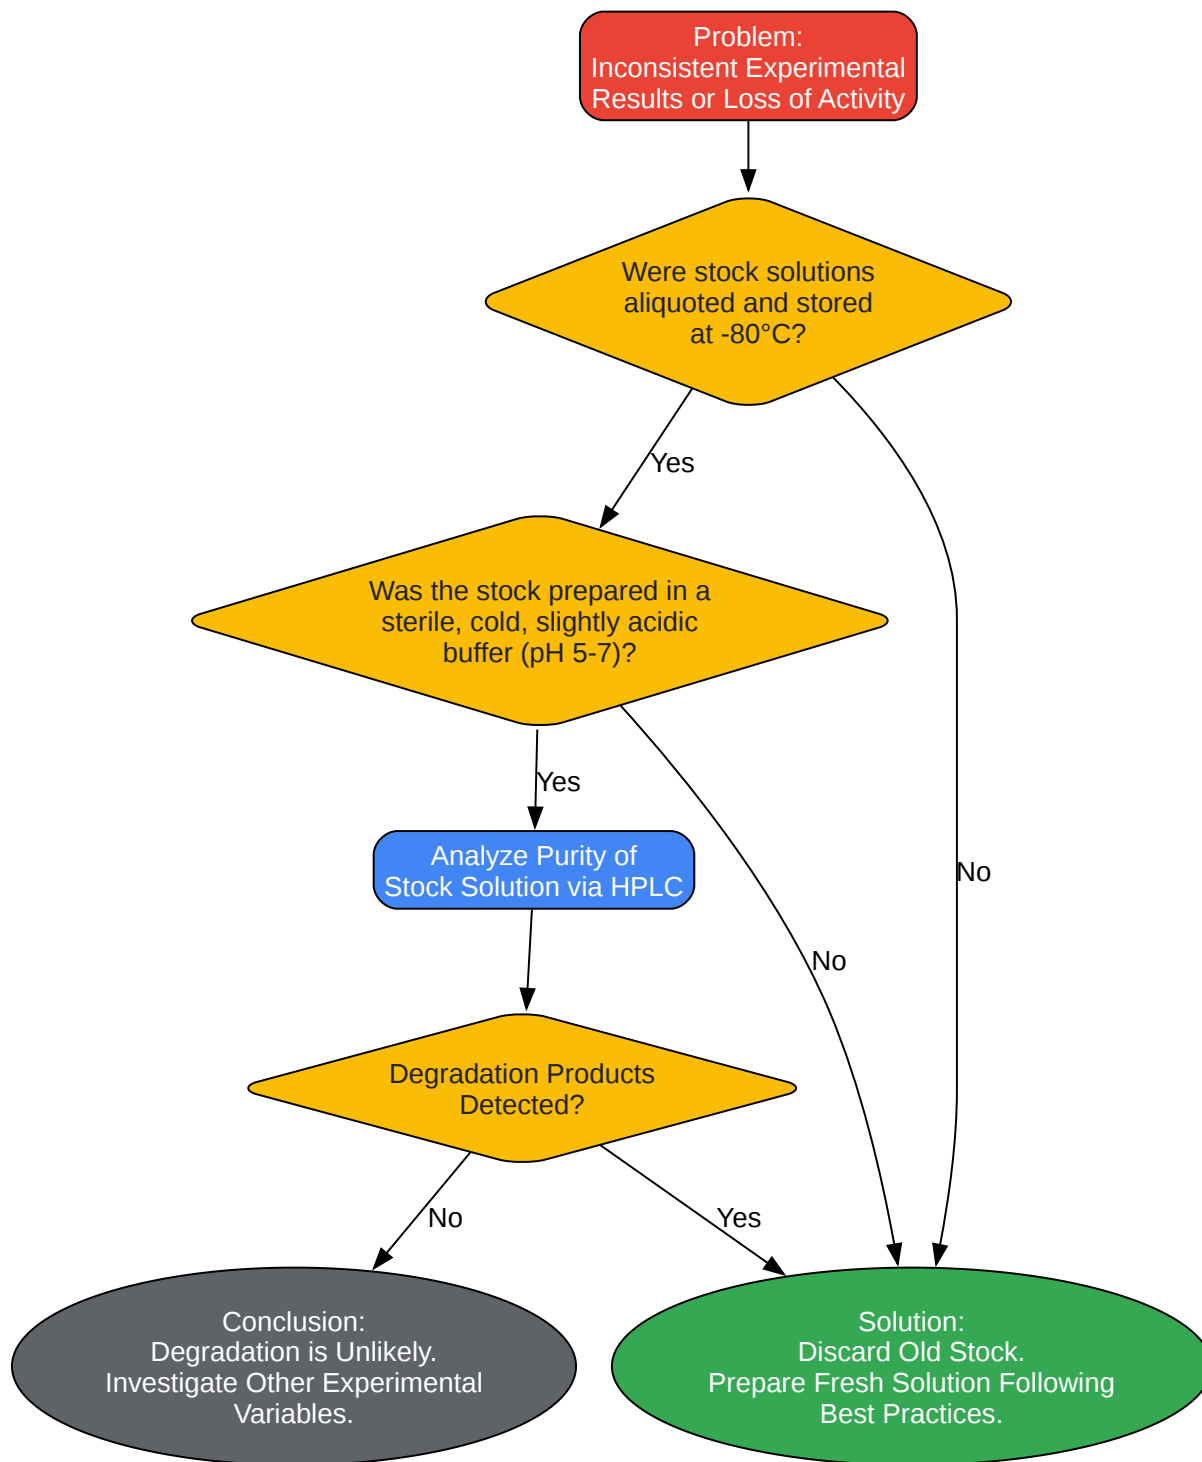 Problem:
Inconsistent Experimental
Results or Loss of Activity
Were stock solutions
aliquoted and stored
at -80°C?
Yes
Was the stock prepared in a
sterile, cold, slightly acidic
buffer (pH 5-7)?
Yes
Analyze Purity of
Stock Solution via HPLC
No
No
Degradation Products
Detected?
No
Yes
Conclusion:
Degradation is Unlikely.
Investigate Other Experimental
Variables.
Solution:
Discard Old Stock.
Prepare Fresh Solution Following
Best Practices.